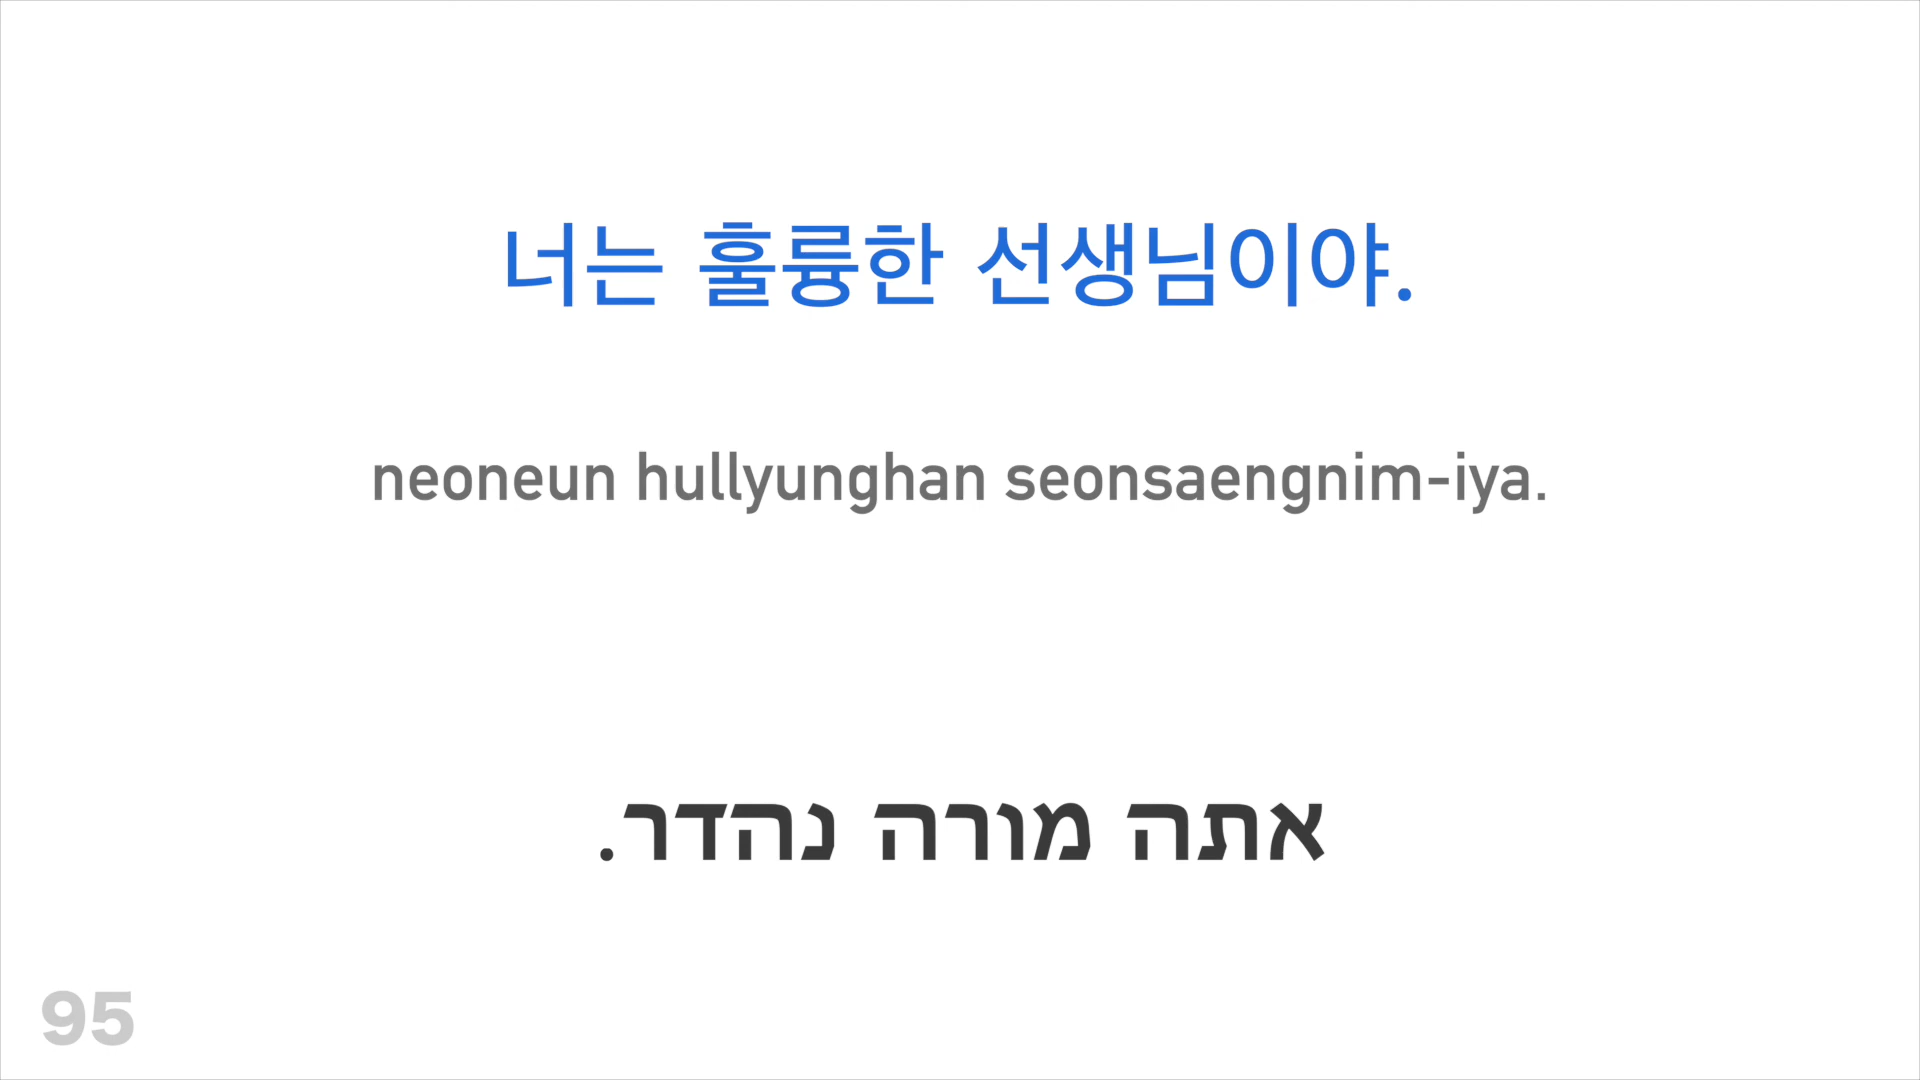 너는 훌륭한 선생님이야.
neoneun hullyunghan seonsaengnim-iya.
אתה מורה נהדר.
95